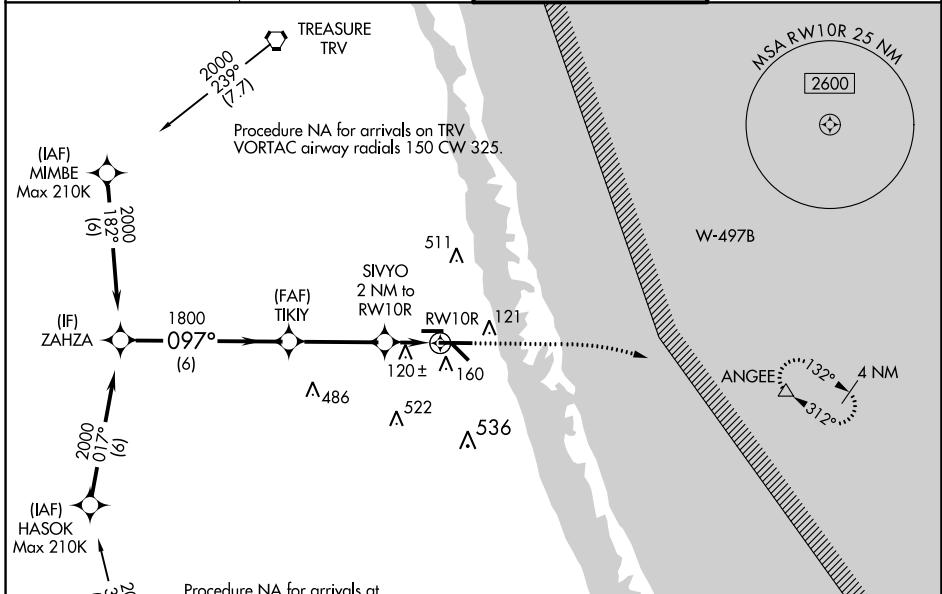 TREASURE
TRV
2000
239°
(7.7)
MSA RW10R 25 NM
2600
Procedure NA for arrivals on TRV
VORTAC airway radials 150 CW 325.
(IAF)
MIMBE
Max 210K
2000
182°
(6)
W-497B
511
SIVYO
2 NM to
RW10R
(FAF)
TIKIY
RW10R
121
(IF)
ZAHZA
1800
097°
(6)
120 ±
160
ANGEE
132°
4 NM
312°
486
522
536
2000
017°
(6)
(IAF)
HASOK
Max 210K
Procedure NA for arrivals at